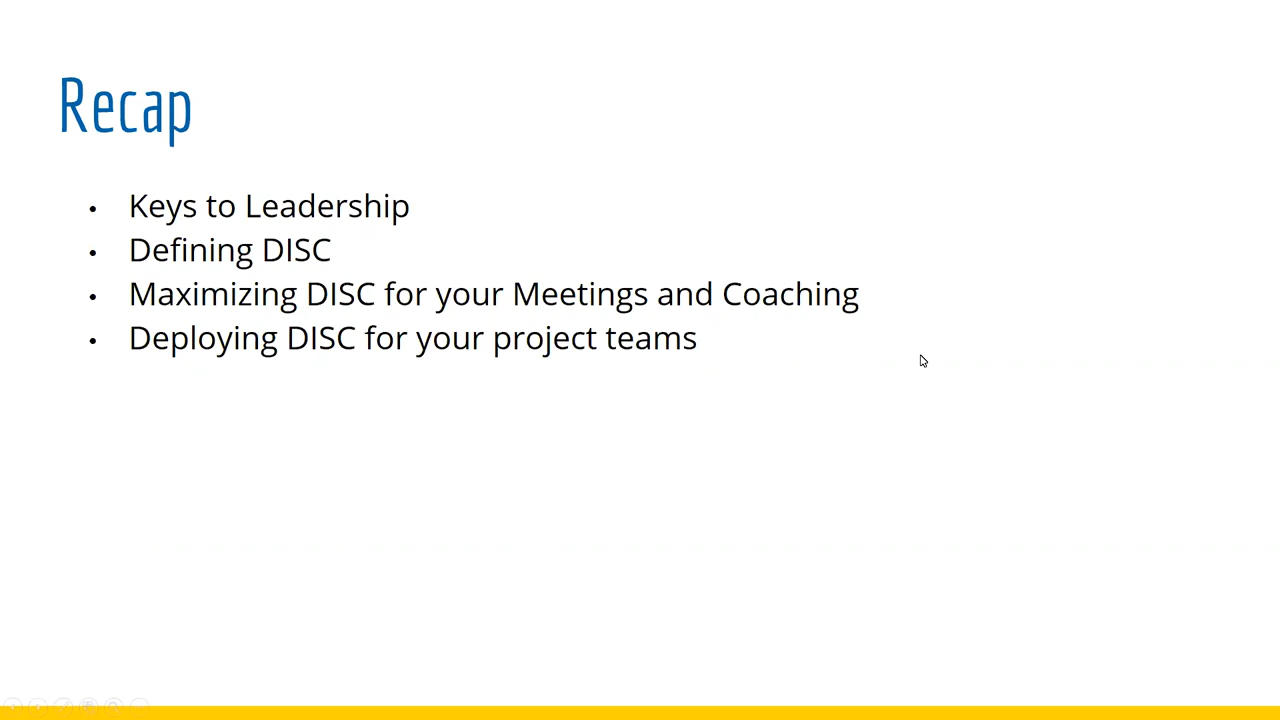 Recap
• Keys to Leadership
• Defining DISC
• Maximizing DISC for your Meetings and Coaching
• Deploying DISC for your project teams